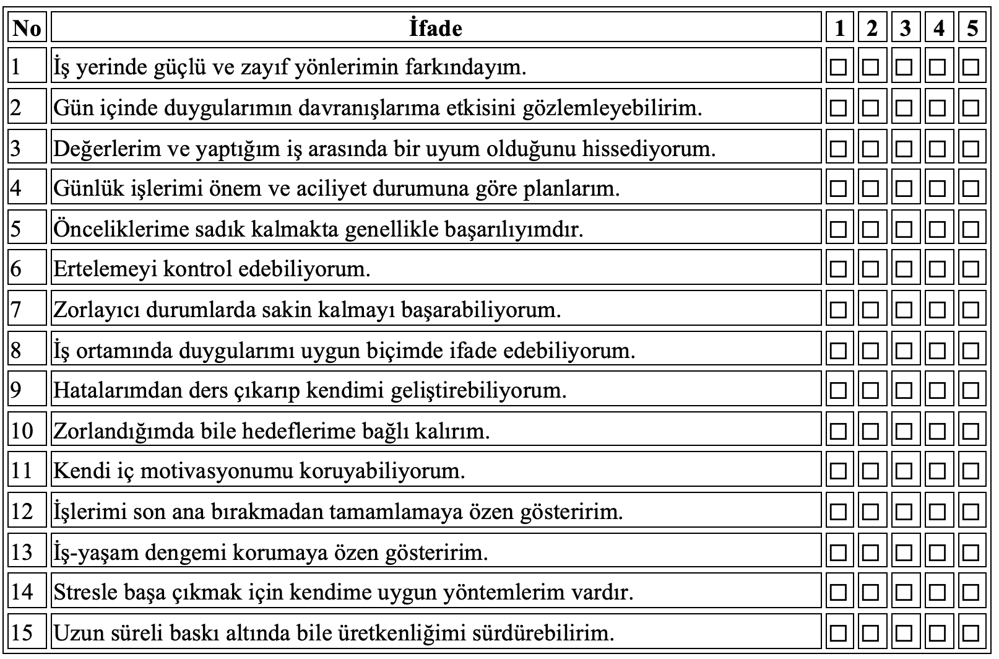 No İfade 1 2 3 4 5
1 İş yerinde güçlü ve zayıf yönlerimin farkındayım. □ □ □ □ □
2 Gün içinde duygularımın davranışlarıma etkisini gözlemleyebilirim. □ □ □ □ □
3 Değerlerim ve yaptığım iş arasında bir uyum olduğunu hissediyorum. □ □ □ □ □
4 Günlük işlerimi önem ve aciliyet durumuna göre planlarım. □ □ □ □ □
5 Önceliklerime sadık kalmakta genellikle başarılıyımdır. □ □ □ □ □
6 Ertelemeyi kontrol edebiliyorum. □ □ □ □ □
7 Zorlayıcı durumlarda sakin kalmayı başarabiliyorum. □ □ □ □ □
8 İş ortamında duygularımı uygun biçimde ifade edebiliyorum. □ □ □ □ □
9 Hatalarımdan ders çıkarıp kendimi geliştirebiliyorum. □ □ □ □ □
10 Zorlandığımda bile hedeflerime bağlı kalırım. □ □ □ □ □
11 Kendi iç motivasyonumu koruyabiliyorum. □ □ □ □ □
12 İşlerimi son ana bırakmadan tamamlamaya özen gösteririm. □ □ □ □ □
13 İş-yaşam dengemi korumaya özen gösteririm. □ □ □ □ □
14 Stresle başa çıkmak için kendime uygun yöntemlerim vardır. □ □ □ □ □
15 Uzun süreli baskı altında bile üretkenliğimi sürdürebilirim. □ □ □ □ □